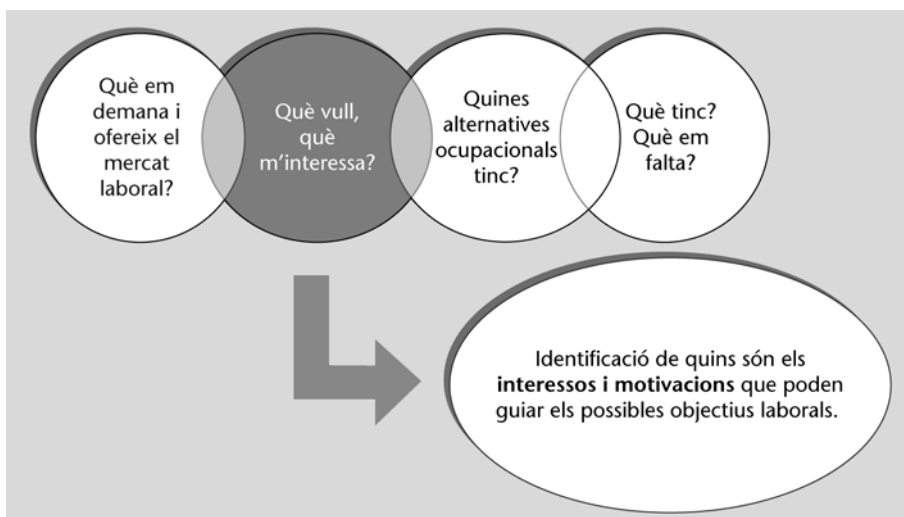 Què em
demana i
ofereix el
mercat
laboral?
Què vull,
què
m’interessa?
Quines
alternatives
ocupacionals
tinc?
Què tinc?
Què em
falta?
Identificació de quins són els
interessos i motivacions que poden
guiar els possibles objectius laborals.